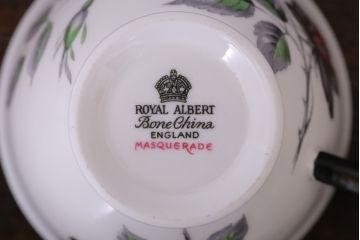 ROYAL ALBERT
Bone China
ENGLAND
MASQUERADE